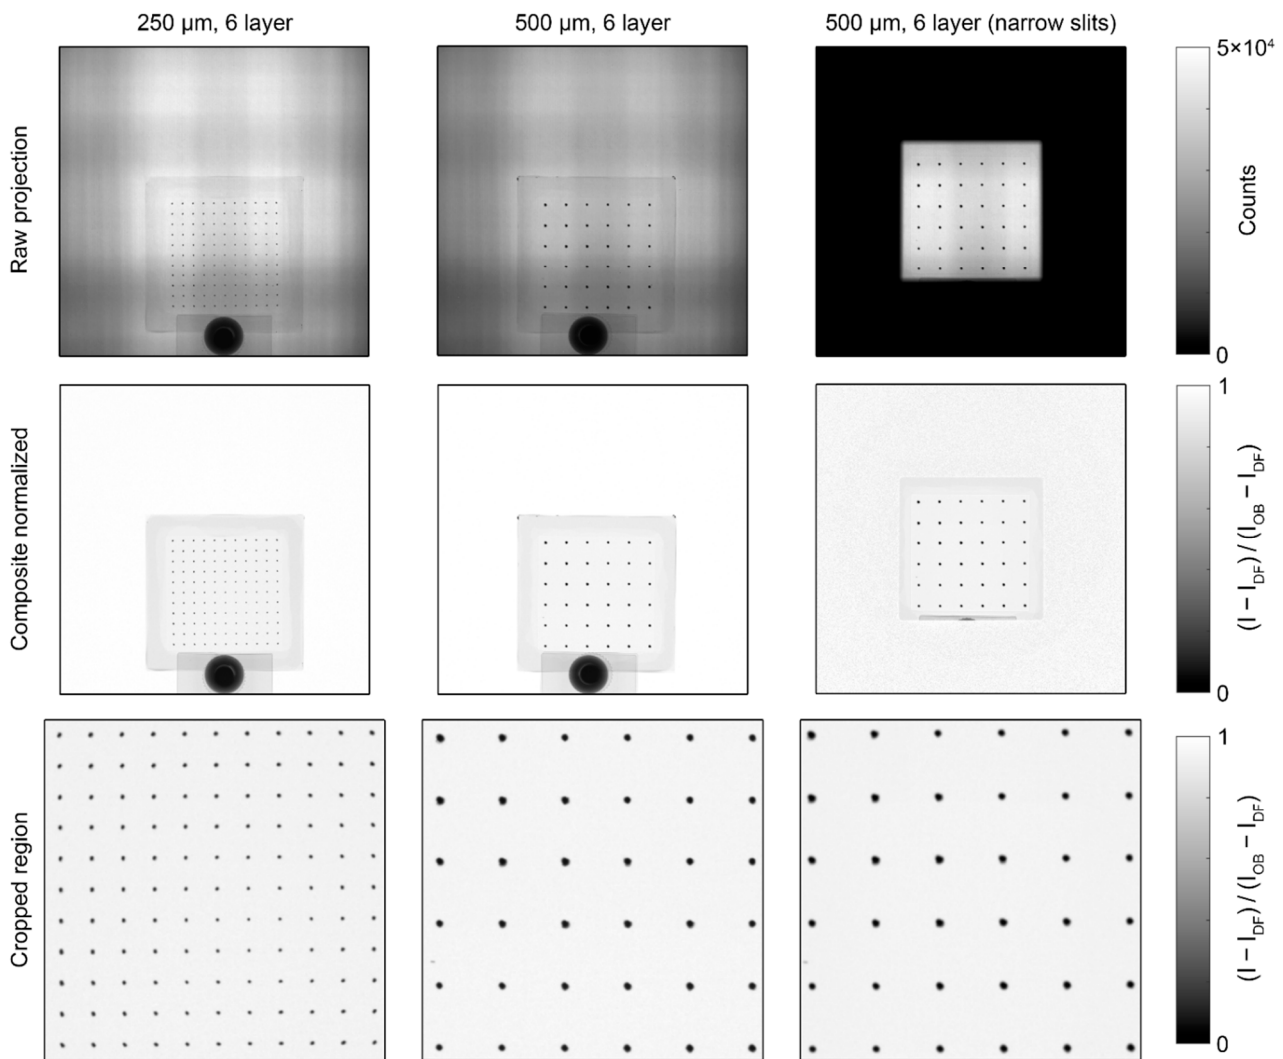 250 µm, 6 layer
500 µm, 6 layer
500 µm, 6 layer (narrow slits)
Raw projection
5×10⁴
Counts
0
Composite normalized
1
(I − I_DF) / (I_OB − I_DF)
0
Cropped region
1
(I − I_DF) / (I_OB − I_DF)
0